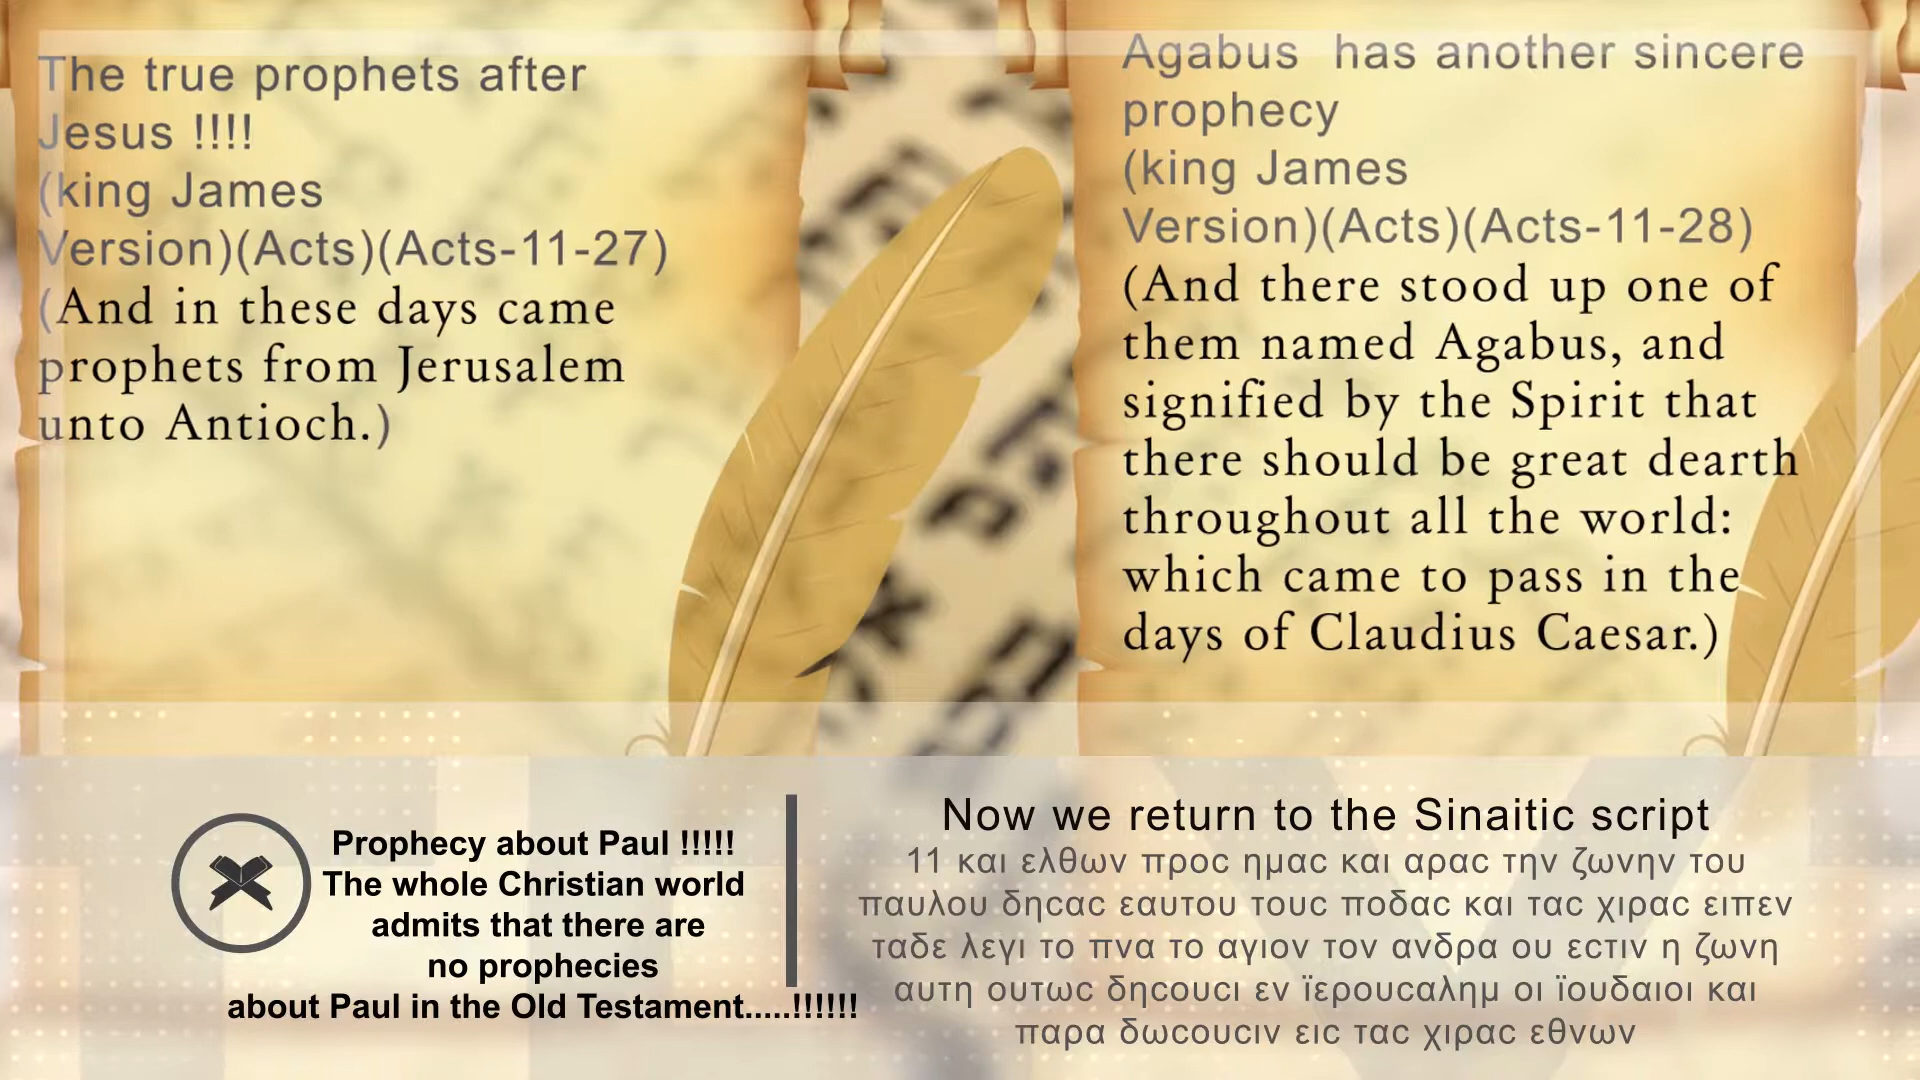 The true prophets after
Jesus !!!!
(king James
Version)(Acts)(Acts-11-27)
(And in these days came
prophets from Jerusalem
unto Antioch.)
Agabus  has another sincere
prophecy
(king James
Version)(Acts)(Acts-11-28)
(And there stood up one of
them named Agabus, and
signified by the Spirit that
there should be great dearth
throughout all the world:
which came to pass in the
days of Claudius Caesar.)
Prophecy about Paul !!!!!
The whole Christian world
admits that there are
no prophecies
about Paul in the Old Testament.....!!!!!!
Now we return to the Sinaitic script
11 και ελθων προϲ ημαϲ και αραϲ την ζωνην του
παυλου δηϲαϲ εαυτου τουϲ ποδαϲ και ταϲ χιραϲ ειπεν
ταδε λεγι το πνα το αγιον τον ανδρα ου εϲτιν η ζωνη
αυτη ουτωϲ δηϲουϲι εν ϊερουϲαλημ οι ϊουδαιοι και
παρα δωϲουϲιν ειϲ ταϲ χιραϲ εθνων